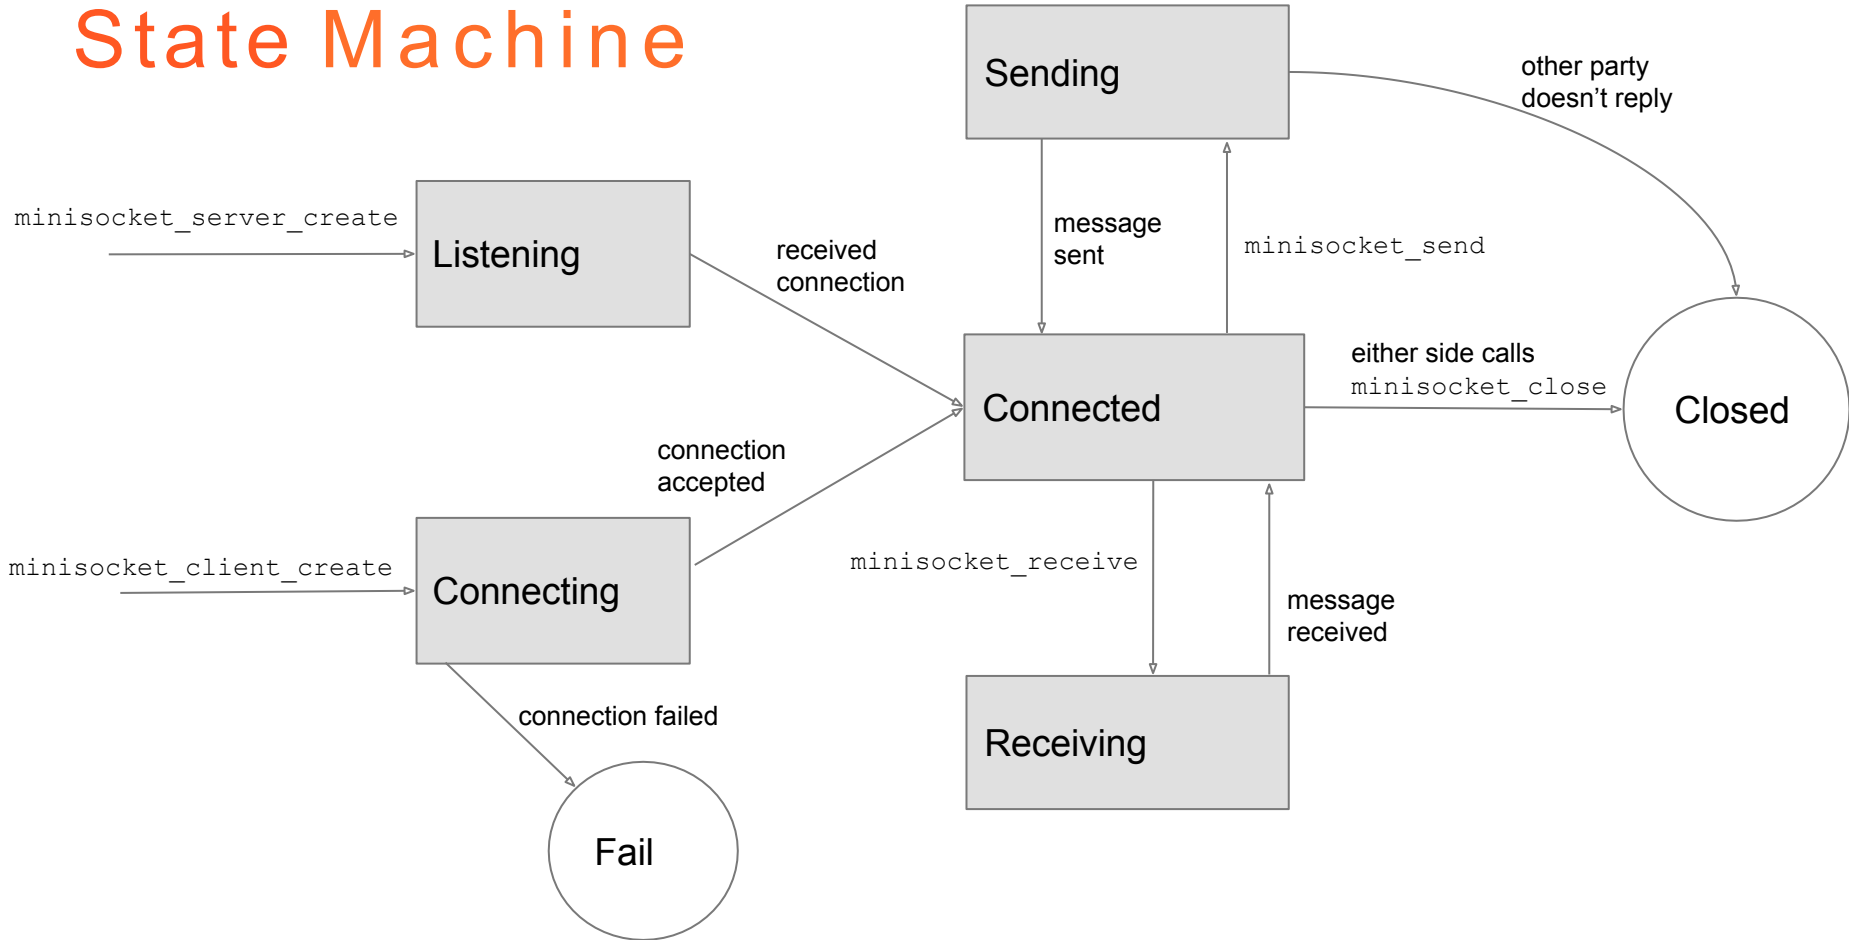 State Machine
Sending
other party
doesn't reply
minisocket_server_create
Listening
received
connection
message
sent
minisocket_send
either side calls
minisocket_close
Connected
Closed
connection
accepted
minisocket_client_create
Connecting
minisocket_receive
message
received
connection failed
Receiving
Fail